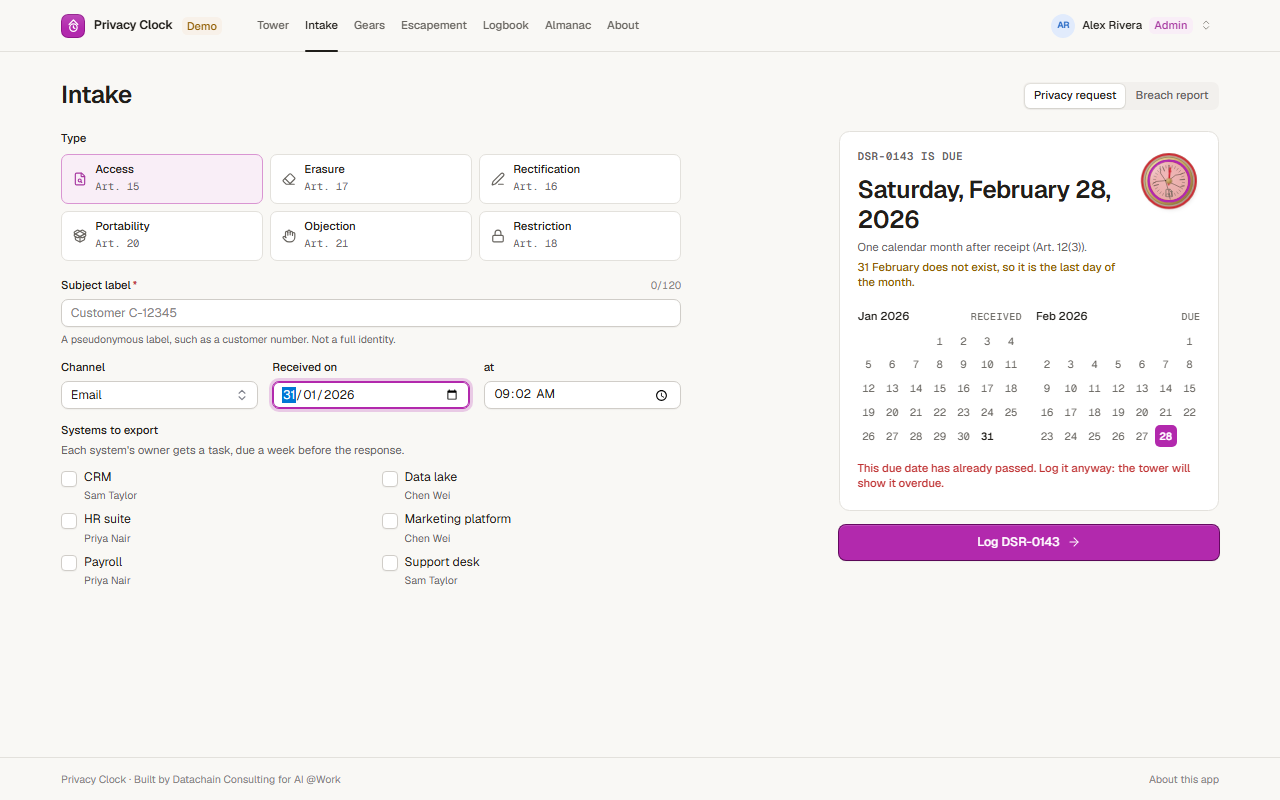 Privacy Clock Demo Tower Intake Gears Escapement Logbook Almanac About AR Alex Rivera Admin
Intake
Privacy request Breach report
Type
Access
Art. 15
Erasure
Art. 17
Rectification
Art. 16
Portability
Art. 20
Objection
Art. 21
Restriction
Art. 18
Subject label * 0/120
Customer C-12345
A pseudonymous label, such as a customer number. Not a full identity.
Channel Received on at
Email 31/01/2026 09:02 AM
Systems to export
Each system's owner gets a task, due a week before the response.
CRM
Sam Taylor
Data lake
Chen Wei
HR suite
Priya Nair
Marketing platform
Chen Wei
Payroll
Priya Nair
Support desk
Sam Taylor
DSR-0143 IS DUE
Saturday, February 28,
2026
One calendar month after receipt (Art. 12(3)).
31 February does not exist, so it is the last day of
the month.
Jan 2026 RECEIVED
1 2 3 4
5 6 7 8 9 10 11
12 13 14 15 16 17 18
19 20 21 22 23 24 25
26 27 28 29 30 31
Feb 2026 DUE
1
2 3 4 5 6 7 8
9 10 11 12 13 14 15
16 17 18 19 20 21 22
23 24 25 26 27 28
This due date has already passed. Log it anyway: the tower will
show it overdue.
Log DSR-0143 →
Privacy Clock · Built by Datachain Consulting for AI @Work About this app